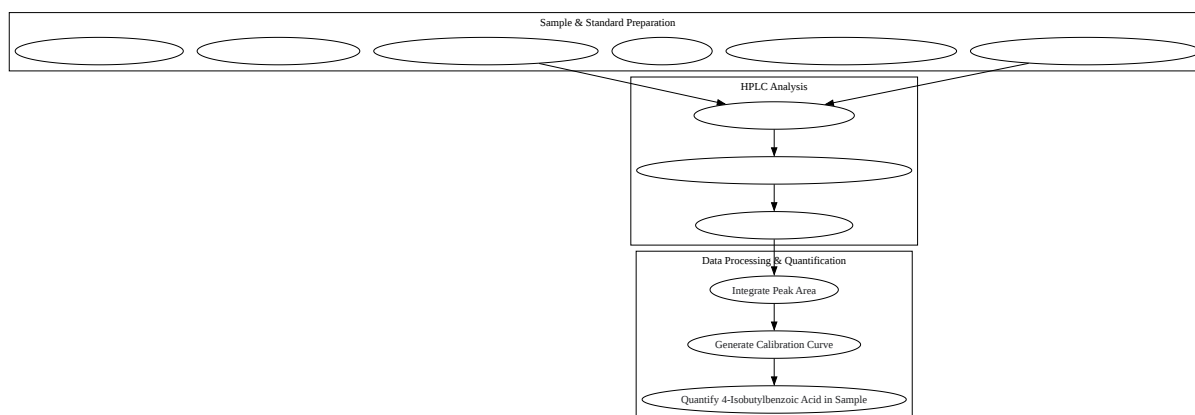 Sample & Standard Preparation
HPLC Analysis
Data Processing & Quantification
Integrate Peak Area
Generate Calibration Curve
Quantify 4-Isobutylbenzoic Acid in Sample